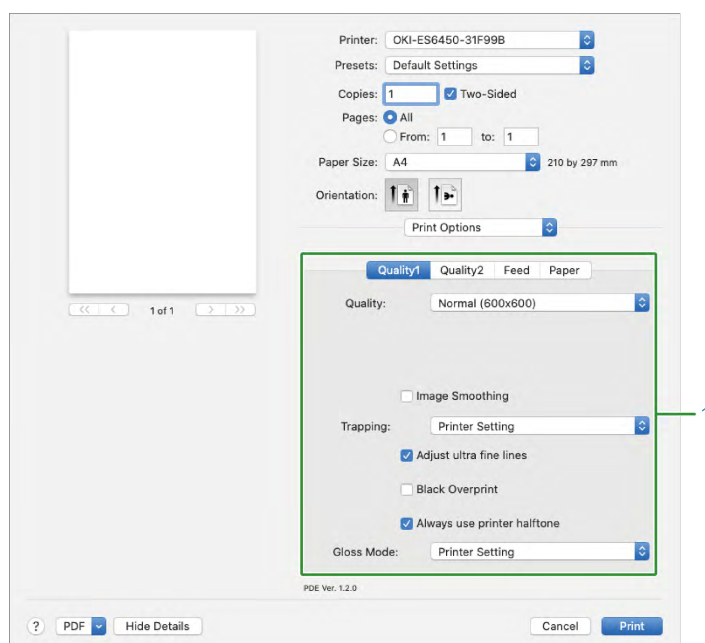 Printer: OKI-ES6450-31F99B
Presets: Default Settings
Copies: 1 Two-Sided
Pages: All
From: 1 to: 1
Paper Size: A4 210 by 297 mm
Orientation:
Print Options
Quality1 Quality2 Feed Paper
Quality: Normal (600x600)
1 of 1
Image Smoothing
Trapping: Printer Setting
1
Adjust ultra fine lines
Black Overprint
Always use printer halftone
Gloss Mode: Printer Setting
PDE Ver. 1.2.0
? PDF Hide Details Cancel Print